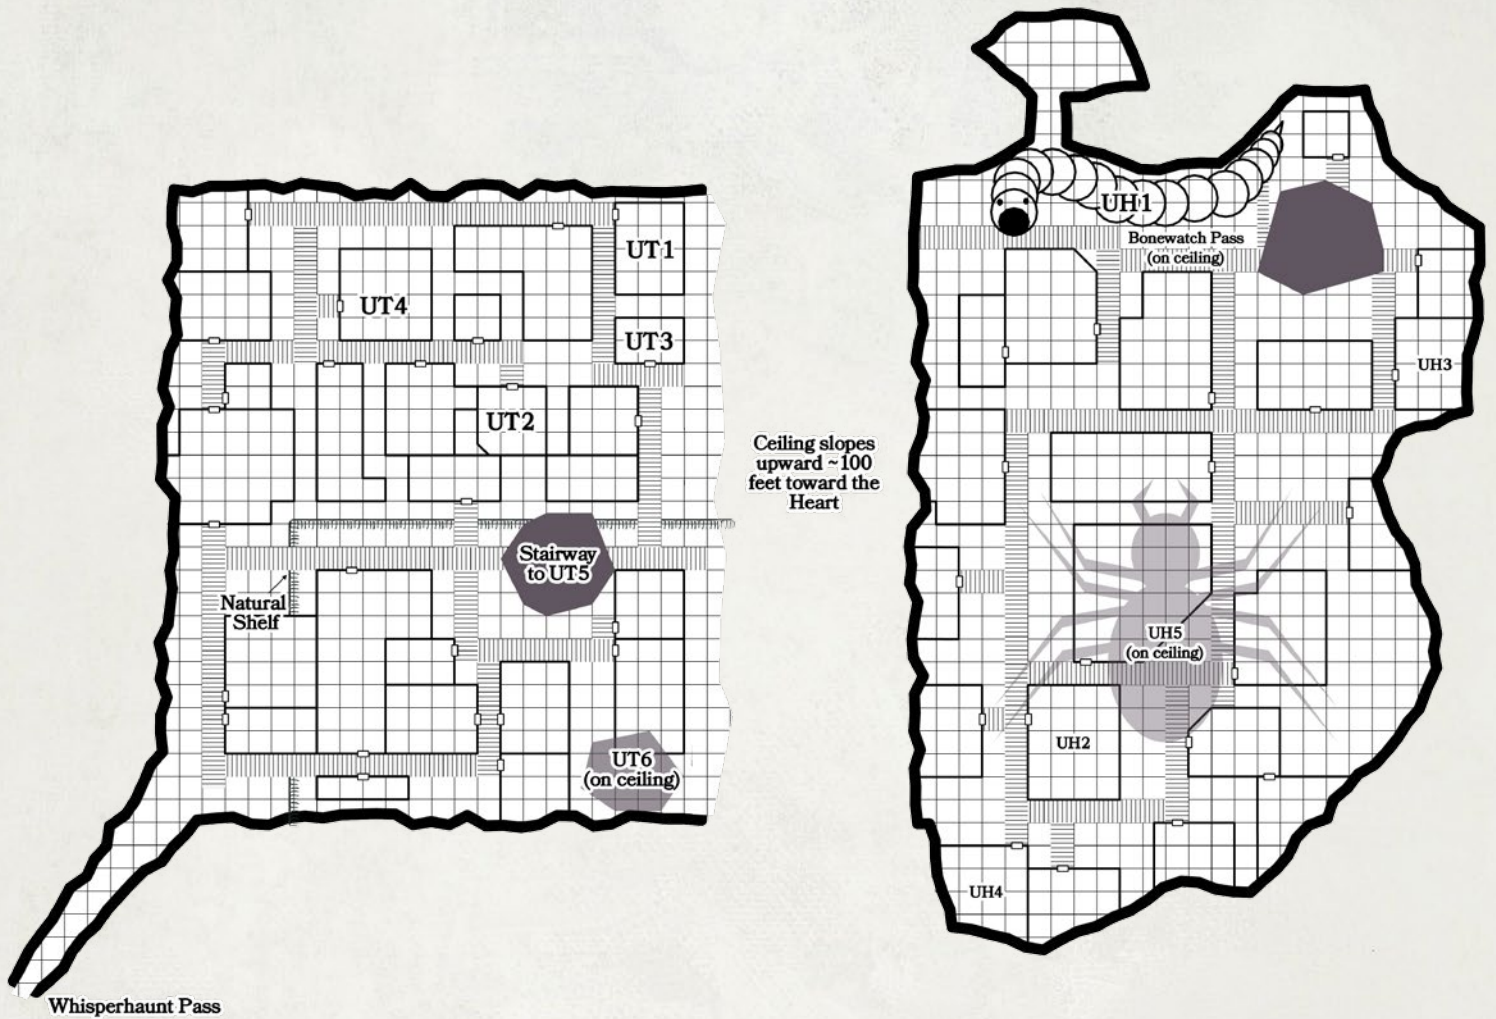 UH1
Bonewatch Pass
(on ceiling)
UT1
UT4
UT3
UH3
UT2
Ceiling slopes
upward ~100
feet toward the
Heart
Stairway
to UT5
Natural
Shelf
UH5
(on ceiling)
UH2
UT6
(on ceiling)
UH4
Whisperhaunt Pass